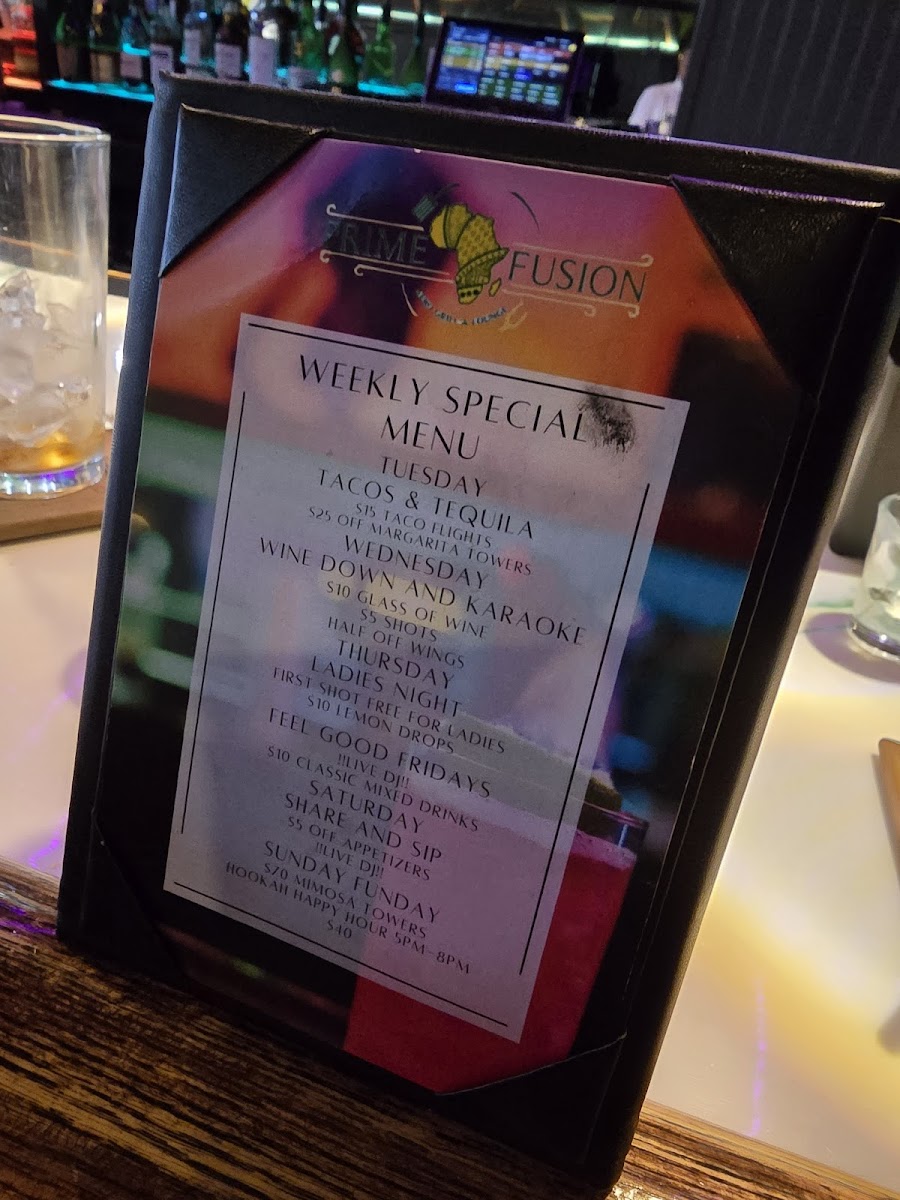 PRIME FUSION
WEEKLY SPECIAL
MENU
TUESDAY
TACOS & TEQUILA
$15 TACO FLIGHTS
$25 OFF MARGARITA TOWERS
WEDNESDAY
WINE DOWN AND KARAOKE
$10 GLASS OF WINE
$5 SHOTS
HALF OFF WINGS
THURSDAY
LADIES NIGHT
FIRST SHOT FREE FOR LADIES
$10 LEMON DROPS
FEEL GOOD FRIDAYS
!!LIVE DJ!!
$10 CLASSIC MIXED DRINKS
SATURDAY
SHARE AND SIP
$5 OFF APPETIZERS
!!LIVE DJ!!
SUNDAY FUNDAY
$70 MIMOSA TOWERS
HOOKAH HAPPY HOUR 5PM-8PM
$40